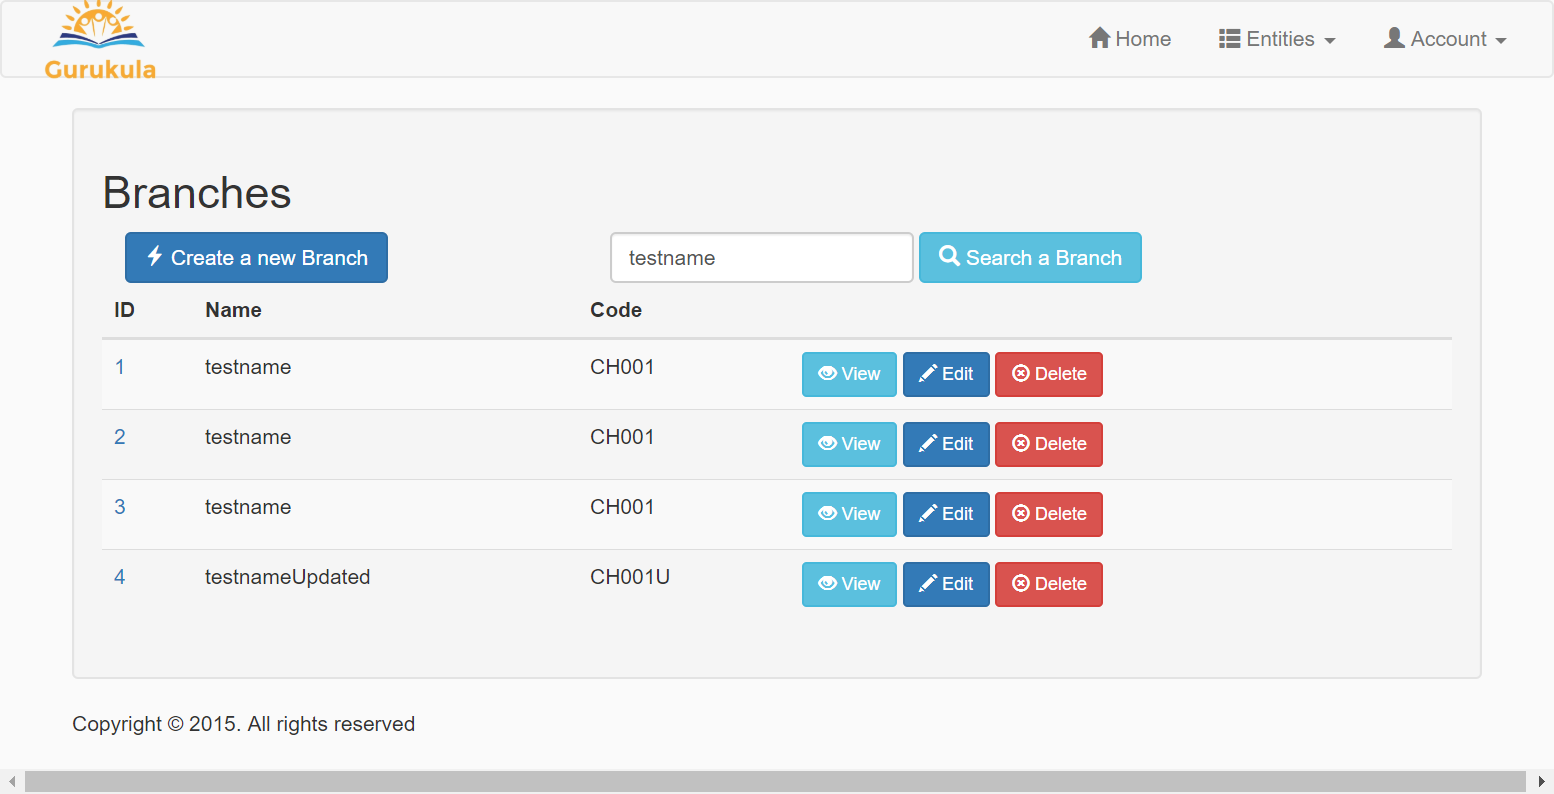 Gurukula
Home Entities Account
Branches
Create a new Branch testname Search a Branch
ID Name Code
1 testname CH001 View Edit Delete
2 testname CH001 View Edit Delete
3 testname CH001 View Edit Delete
4 testnameUpdated CH001U View Edit Delete
Copyright © 2015. All rights reserved